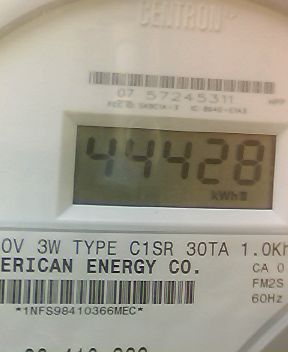 CENTRON
07 57245311
44428
kWh
0V 3W TYPE C1SR 30TA 1.0Kh
ERICAN ENERGY CO.
CA 0
FM2S
60Hz
*1NFS98410366MEC*